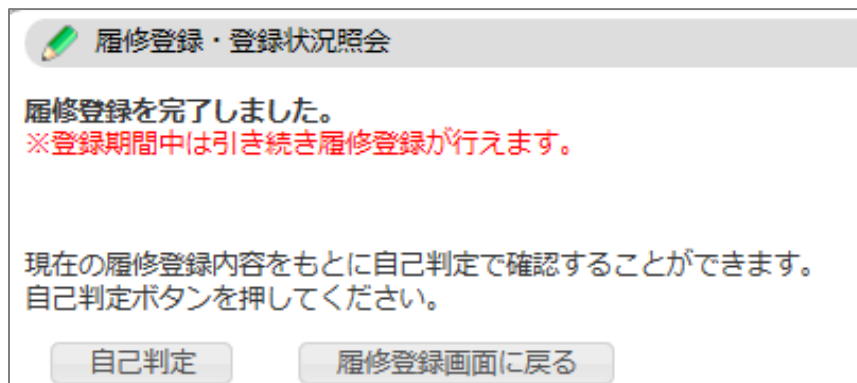 履修登録・登録状況照会
履修登録を完了しました。
※登録期間中は引き続き履修登録が行えます。
現在の履修登録内容をもとに自己判定で確認することができます。
自己判定ボタンを押してください。
自己判定
履修登録画面に戻る